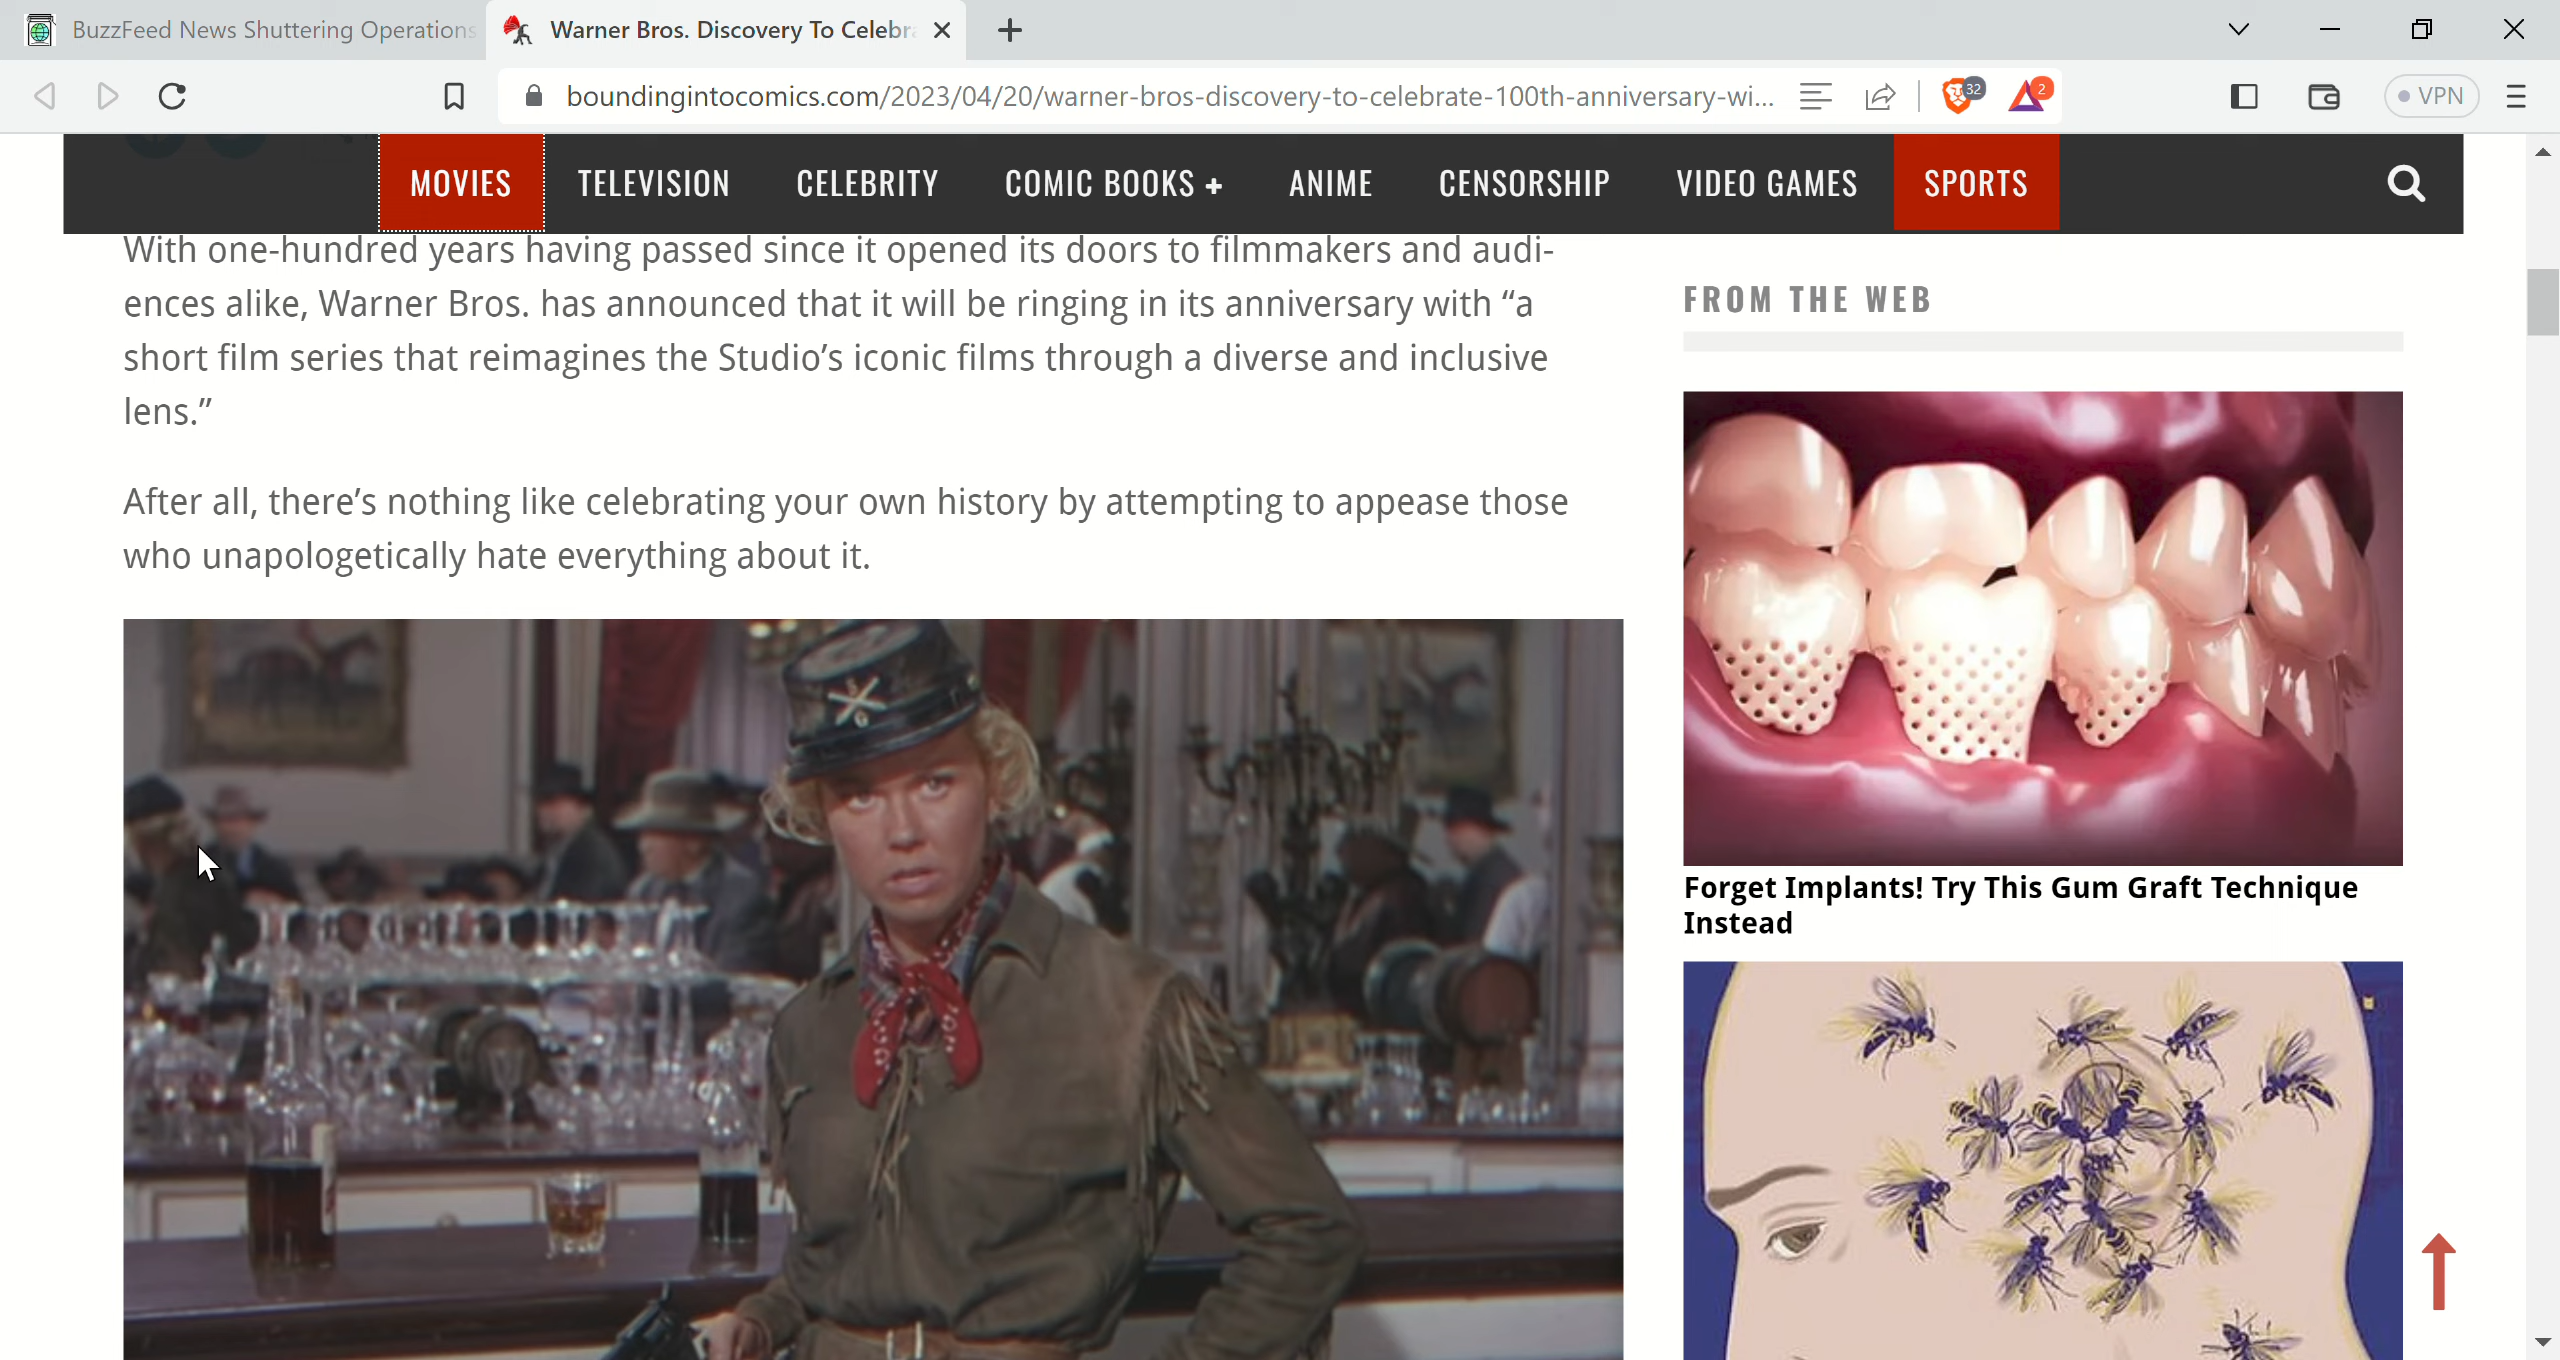 BuzzFeed News Shuttering Operations
Warner Bros. Discovery To Celebra
boundingintocomics.com/2023/04/20/warner-bros-discovery-to-celebrate-100th-anniversary-wi...
32
2
VPN
MOVIES
TELEVISION
CELEBRITY
COMIC BOOKS +
ANIME
CENSORSHIP
VIDEO GAMES
SPORTS
With one-hundred years having passed since it opened its doors to filmmakers and audi-
ences alike, Warner Bros. has announced that it will be ringing in its anniversary with “a
short film series that reimagines the Studio’s iconic films through a diverse and inclusive
lens.”
After all, there’s nothing like celebrating your own history by attempting to appease those
who unapologetically hate everything about it.
6
FROM THE WEB
Forget Implants! Try This Gum Graft Technique
Instead